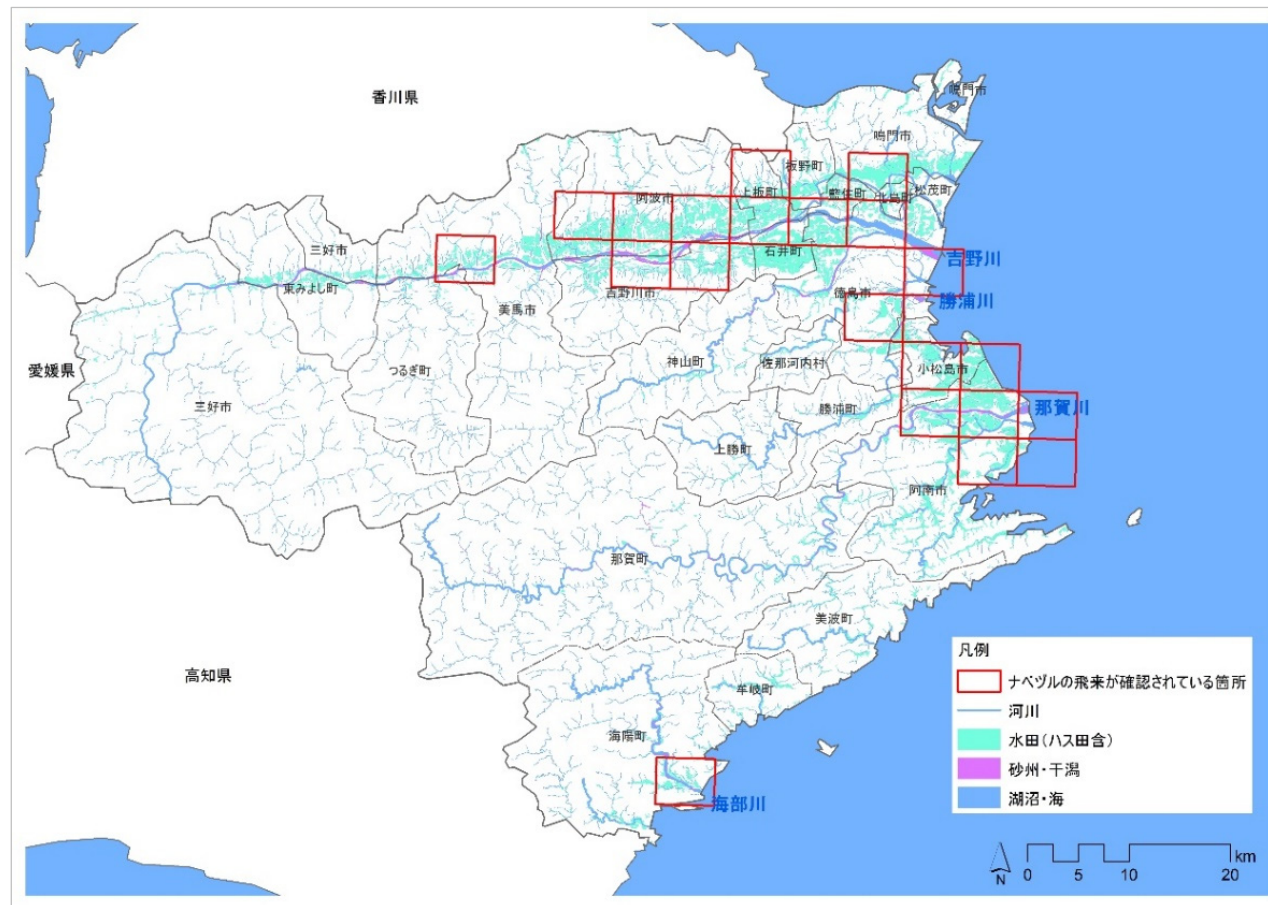 香川県
鳴門市
鳴門市
板野町
上板町
藍住町
北島町
松茂町
阿波市
三好市
石井町
吉野川
東みよし町
吉野川市
徳島市
勝浦川
美馬市
神山町
佐那河内村
小松島市
愛媛県
つるぎ町
三好市
勝浦町
那賀川
上勝町
阿南市
那賀町
美波町
高知県
牟岐町
海陽町
海部川
凡例
ナベヅルの飛来が確認されている箇所
河川
水田(ハス田含)
砂州・干潟
湖沼・海
N
0 5 10 20
km